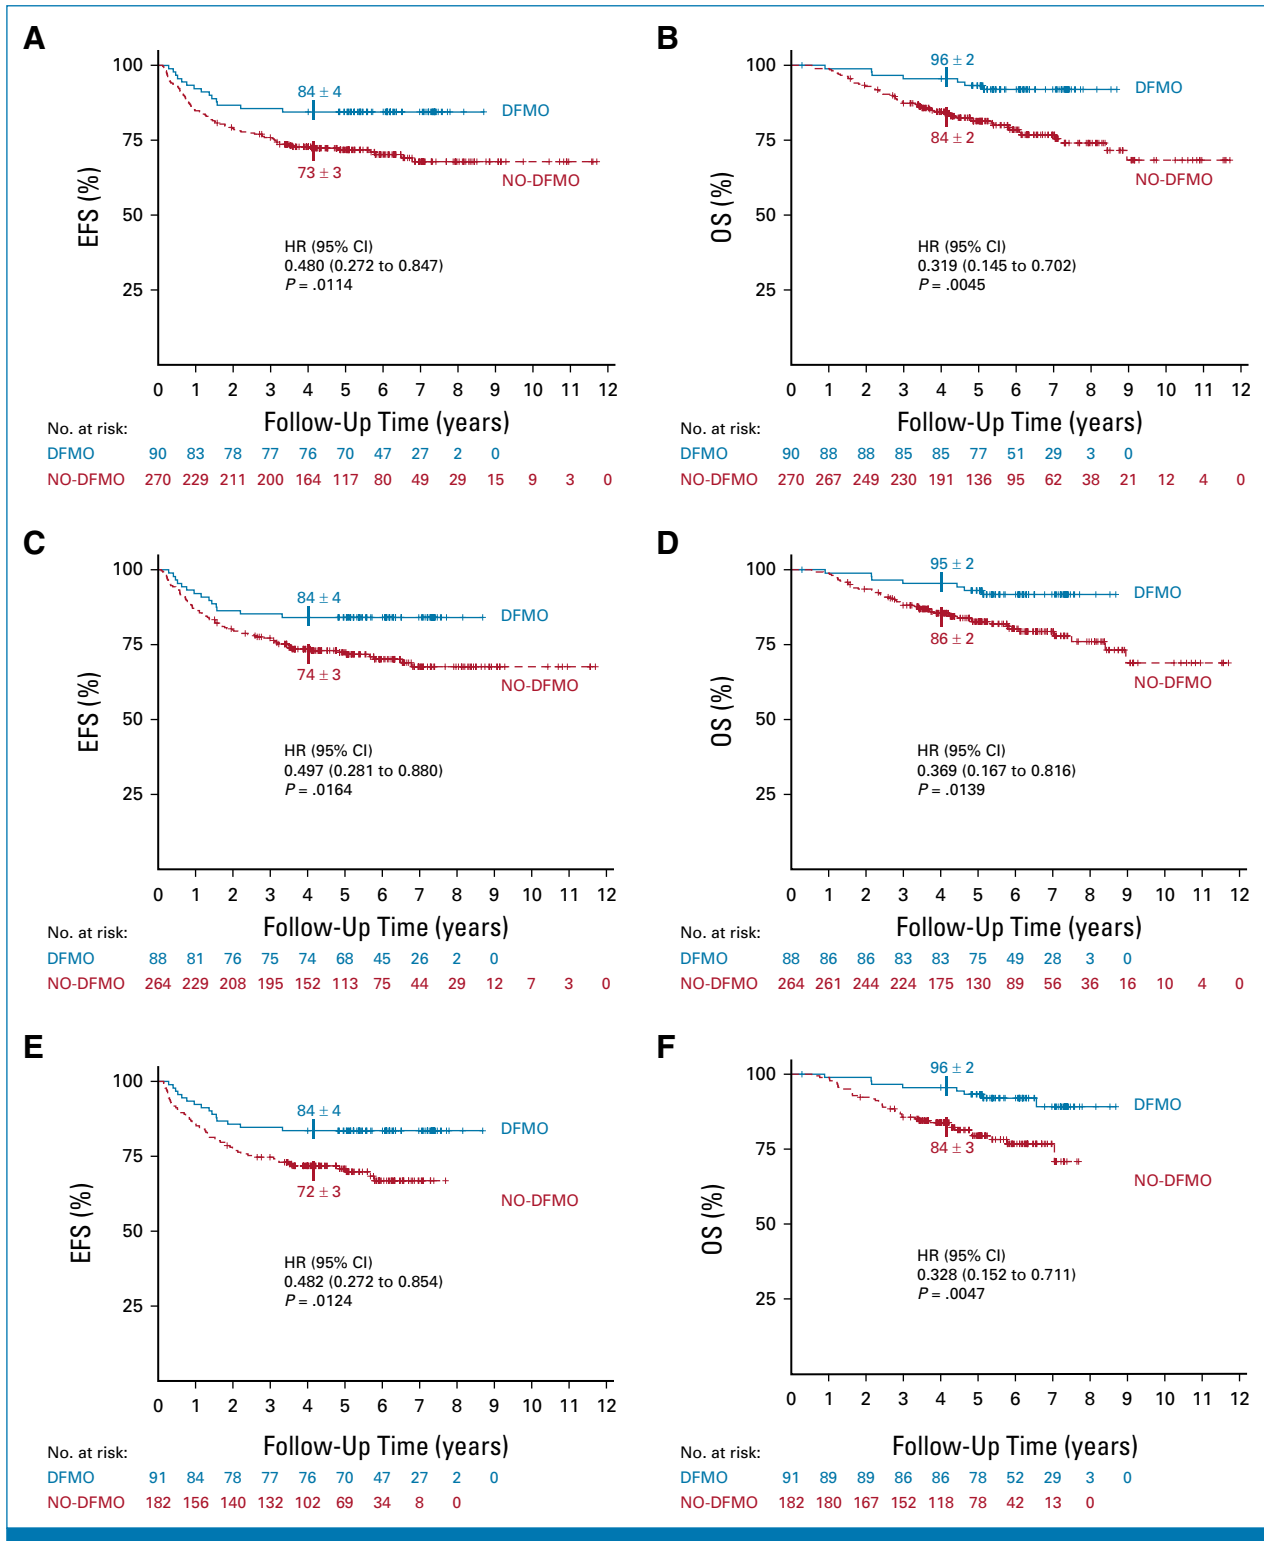 A
100
75
50
25
EFS (%)
84 ± 4
DFMO
73 ± 3
NO-DFMO
HR (95% CI)
0.480 (0.272 to 0.847)
P = .0114
0 1 2 3 4 5 6 7 8 9 10 11 12
Follow-Up Time (years)
No. at risk:
DFMO 90 83 78 77 76 70 47 27 2 0
NO-DFMO 270 229 211 200 164 117 80 49 29 15 9 3 0
B
100
75
50
25
OS (%)
96 ± 2
DFMO
84 ± 2
NO-DFMO
HR (95% CI)
0.319 (0.145 to 0.702)
P = .0045
0 1 2 3 4 5 6 7 8 9 10 11 12
Follow-Up Time (years)
No. at risk:
DFMO 90 88 88 85 85 77 51 29 3 0
NO-DFMO 270 267 249 230 191 136 95 62 38 21 12 4 0
C
100
75
50
25
EFS (%)
84 ± 4
DFMO
74 ± 3
NO-DFMO
HR (95% CI)
0.497 (0.281 to 0.880)
P = .0164
0 1 2 3 4 5 6 7 8 9 10 11 12
Follow-Up Time (years)
No. at risk:
DFMO 88 81 76 75 74 68 45 26 2 0
NO-DFMO 264 229 208 195 152 113 75 44 29 12 7 3 0
D
100
75
50
25
OS (%)
95 ± 2
DFMO
86 ± 2
NO-DFMO
HR (95% CI)
0.369 (0.167 to 0.816)
P = .0139
0 1 2 3 4 5 6 7 8 9 10 11 12
Follow-Up Time (years)
No. at risk:
DFMO 88 86 86 83 83 75 49 28 3 0
NO-DFMO 264 261 244 224 175 130 89 56 36 16 10 4 0
E
100
75
50
25
EFS (%)
84 ± 4
DFMO
72 ± 3
NO-DFMO
HR (95% CI)
0.482 (0.272 to 0.854)
P = .0124
0 1 2 3 4 5 6 7 8 9 10 11 12
Follow-Up Time (years)
No. at risk:
DFMO 91 84 78 77 76 70 47 27 2 0
NO-DFMO 182 156 140 132 102 69 34 8 0
F
100
75
50
25
OS (%)
96 ± 2
DFMO
84 ± 3
NO-DFMO
HR (95% CI)
0.328 (0.152 to 0.711)
P = .0047
0 1 2 3 4 5 6 7 8 9 10 11 12
Follow-Up Time (years)
No. at risk:
DFMO 91 89 89 86 86 78 52 29 3 0
NO-DFMO 182 180 167 152 118 78 42 13 0